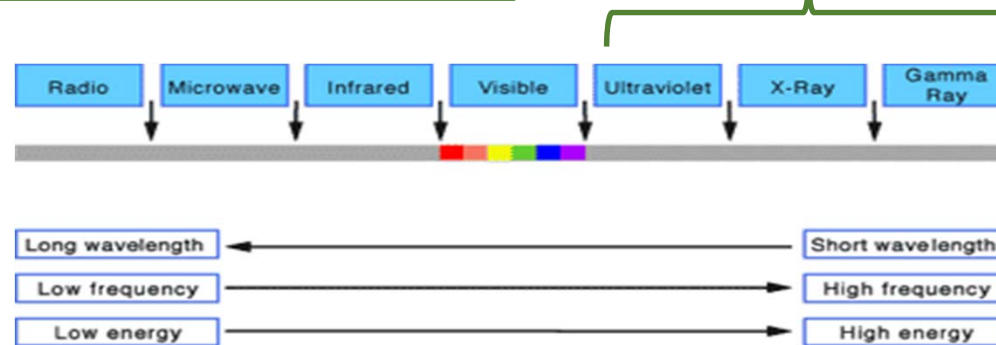 Radio Microwave Infrared Visible Ultraviolet X-Ray Gamma
Ray
Long wavelength Short wavelength
Low frequency High frequency
Low energy High energy